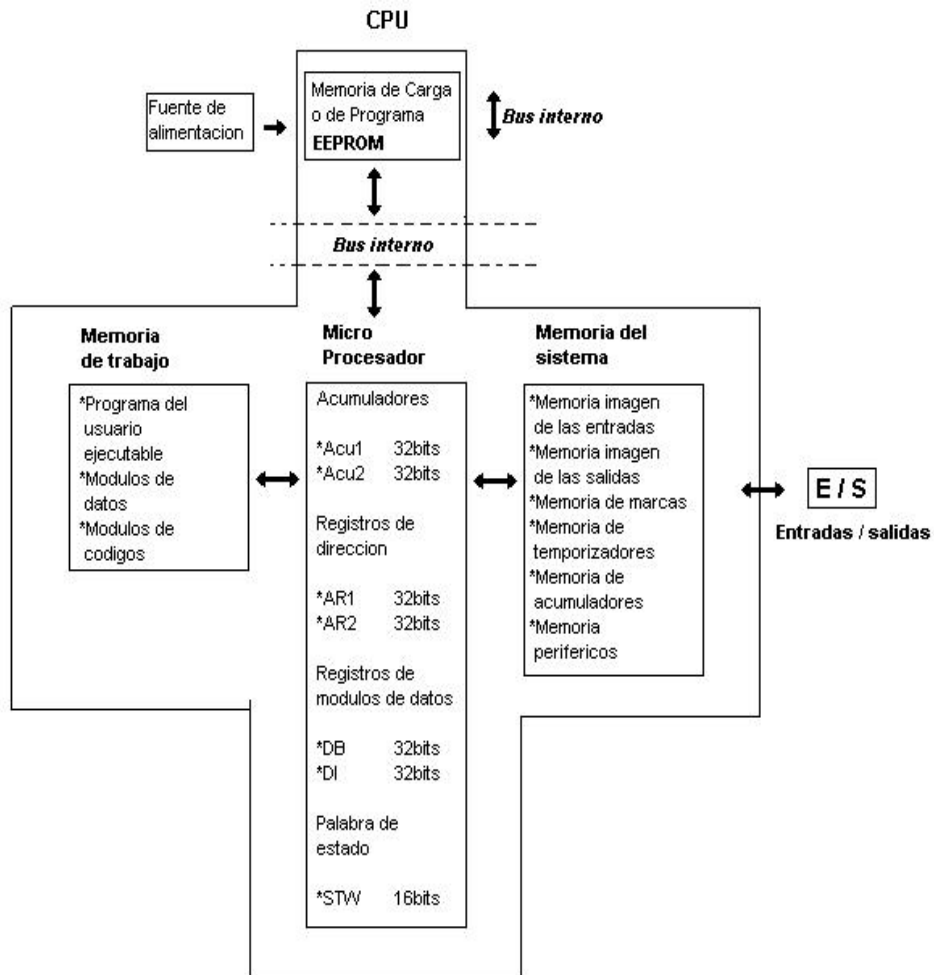 CPU
Fuente de
alimentacion
Memoria de Carga
o de Programa
EEPROM
Bus interno
Bus interno
Memoria
de trabajo
*Programa del
usuario
ejecutable
*Modulos de
datos
*Modulos de
codigos
Micro
Procesador
Acumuladores
*Acu1 32bits
*Acu2 32bits
Registros de
direccion
*AR1 32bits
*AR2 32bits
Registros de
modulos de datos
*DB 32bits
*DI 32bits
Palabra de
estado
*STW 16bits
Memoria del
sistema
*Memoria imagen
de las entradas
*Memoria imagen
de las salidas
*Memoria de marcas
*Memoria de
temporizadores
*Memoria de
acumuladores
*Memoria
perifericos
E / S
Entradas / salidas